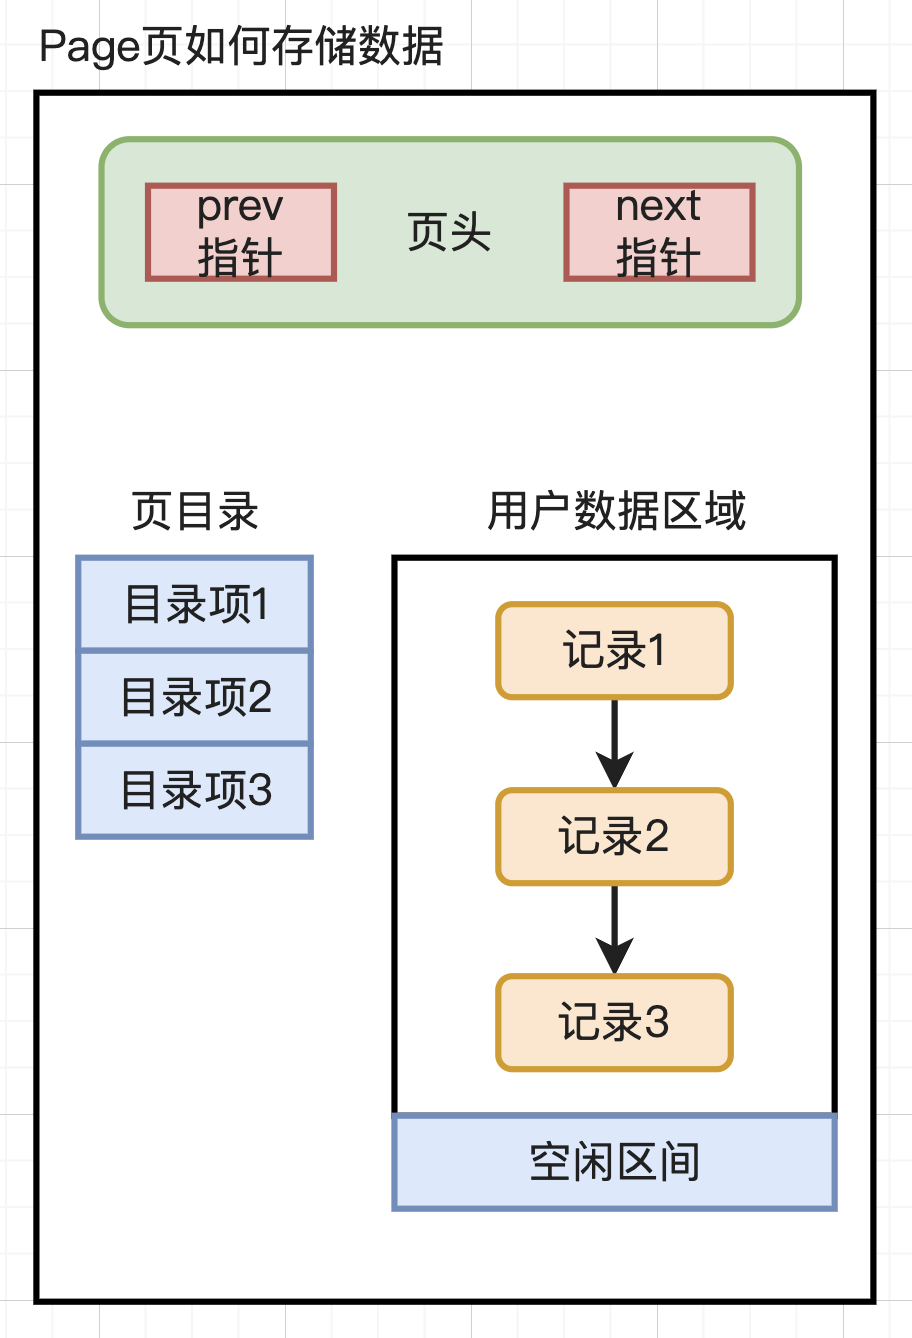 Page页如何存储数据
prev
指针
页头
next
指针
页目录
目录项1
目录项2
目录项3
用户数据区域
记录1
记录2
记录3
空闲区间